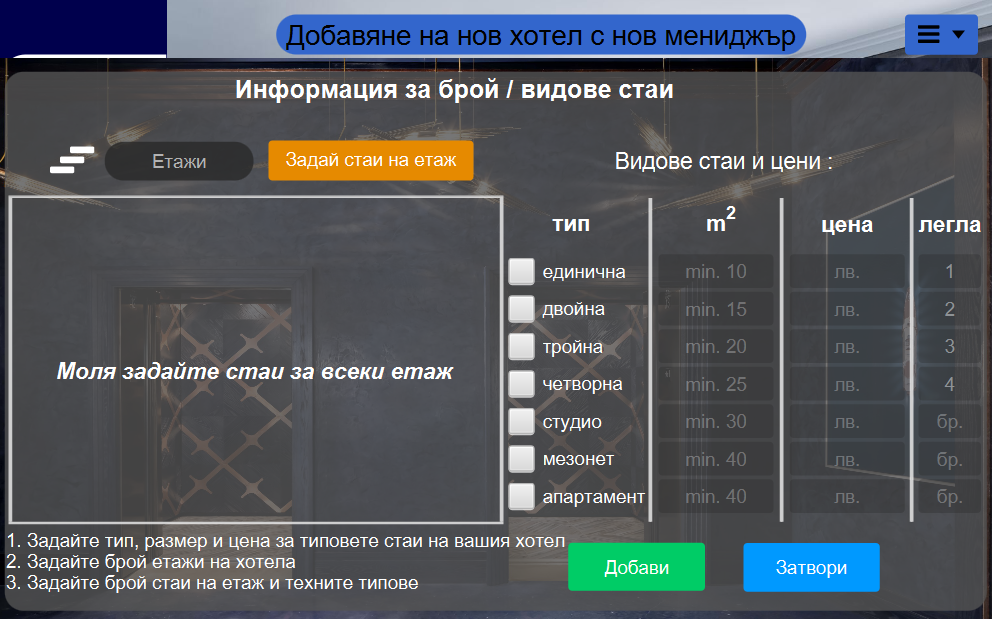 Добавяне на нов хотел с нов мениджър
Информация за брой / видове стаи
Етажи
Задай стаи на етаж
Видове стаи и цени :
тип m² цена легла
единична min. 10 лв. 1
двойна min. 15 лв. 2
тройна min. 20 лв. 3
четворна min. 25 лв. 4
студио min. 30 лв. бр.
мезонет min. 40 лв. бр.
апартамент min. 40 лв. бр.
Моля задайте стаи за всеки етаж
1. Задайте тип, размер и цена за типовете стаи на вашия хотел
2. Задайте брой етажи на хотела
3. Задайте брой стаи на етаж и техните типове
Добави
Затвори